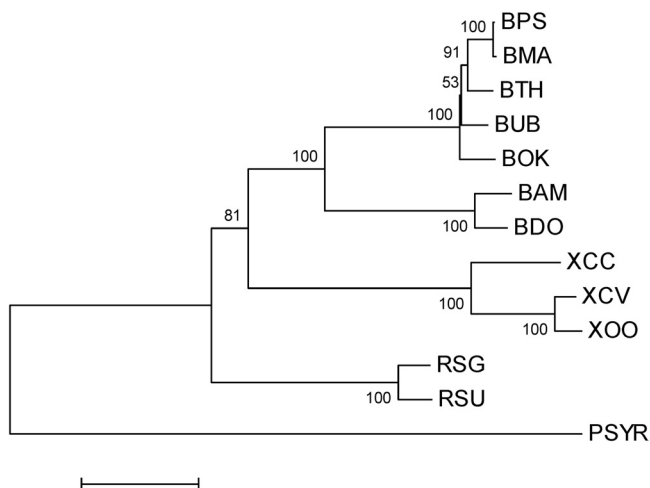 100 BPS
BMA
91
BTH
53
BUB
100
BOK
100
BAM
100 BDO
81
XCC
100
XCV
100 XOO
RSG
100 RSU
PSYR